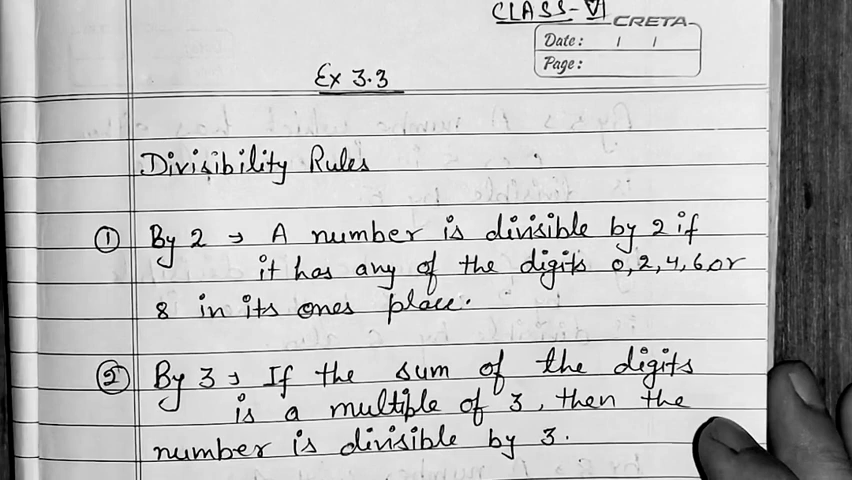 CLASS-VI
CRETA
Date: / /
Page:
Ex 3.3
Divisibility Rules
① By 2 → A number is divisible by 2 if
it has any of the digits 0, 2, 4, 6, or
8 in its ones place.
② By 3 → If the sum of the digits
is a multiple of 3, then the
number is divisible by 3.